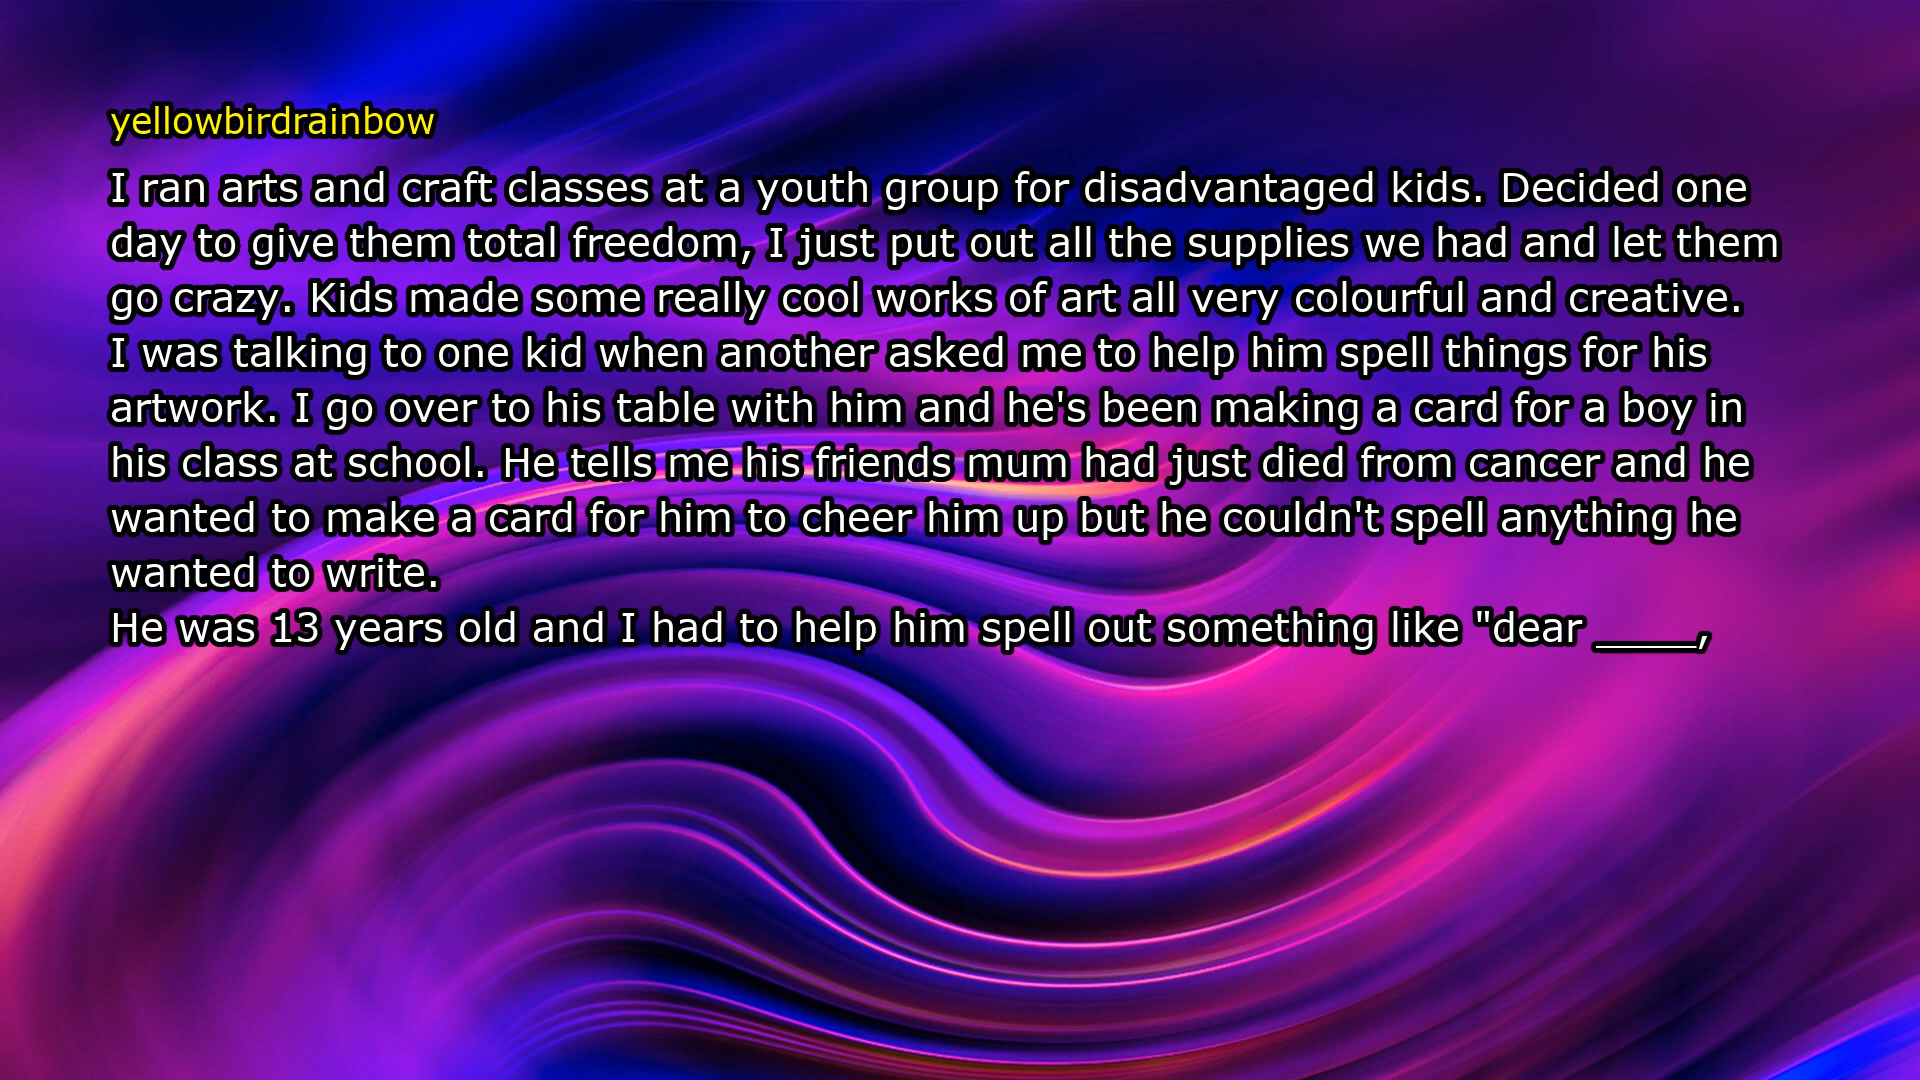 yellowbirdrainbow
I ran arts and craft classes at a youth group for disadvantaged kids. Decided one
day to give them total freedom, I just put out all the supplies we had and let them
go crazy. Kids made some really cool works of art all very colourful and creative.
I was talking to one kid when another asked me to help him spell things for his
artwork. I go over to his table with him and he's been making a card for a boy in
his class at school. He tells me his friends mum had just died from cancer and he
wanted to make a card for him to cheer him up but he couldn't spell anything he
wanted to write.
He was 13 years old and I had to help him spell out something like "dear _____,